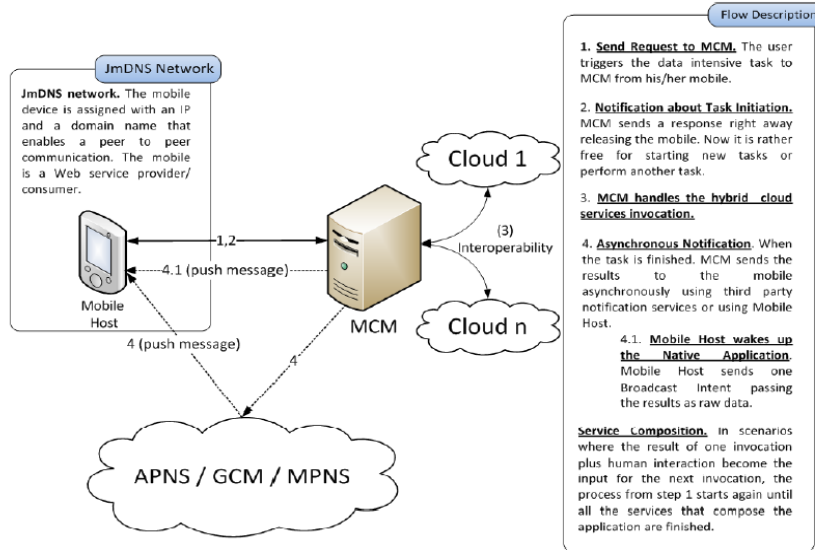 JmDNS Network
JmDNS network. The mobile
device is assigned with an IP
and a domain name that
enables a peer to peer
communication. The mobile
is a Web service provider/
consumer.
Mobile
Host
1,2
4.1 (push message)
4 (push message)
4
MCM
Cloud 1
(3)
Interoperability
Cloud n
APNS / GCM / MPNS
Flow Description
1. Send Request to MCM. The user
triggers the data intensive task to
MCM from his/her mobile.
2. Notification about Task Initiation.
MCM sends a response right away
releasing the mobile. Now it is rather
free for starting new tasks or
perform another task.
3. MCM handles the hybrid cloud
services invocation.
4. Asynchronous Notification. When
the task is finished. MCM sends the
results to the mobile
asynchronously using third party
notification services or using Mobile
Host.
4.1. Mobile Host wakes up
the Native Application.
Mobile Host sends one
Broadcast Intent passing
the results as raw data.
Service Composition. In scenarios
where the result of one invocation
plus human interaction become the
input for the next invocation, the
process from step 1 starts again until
all the services that compose the
application are finished.